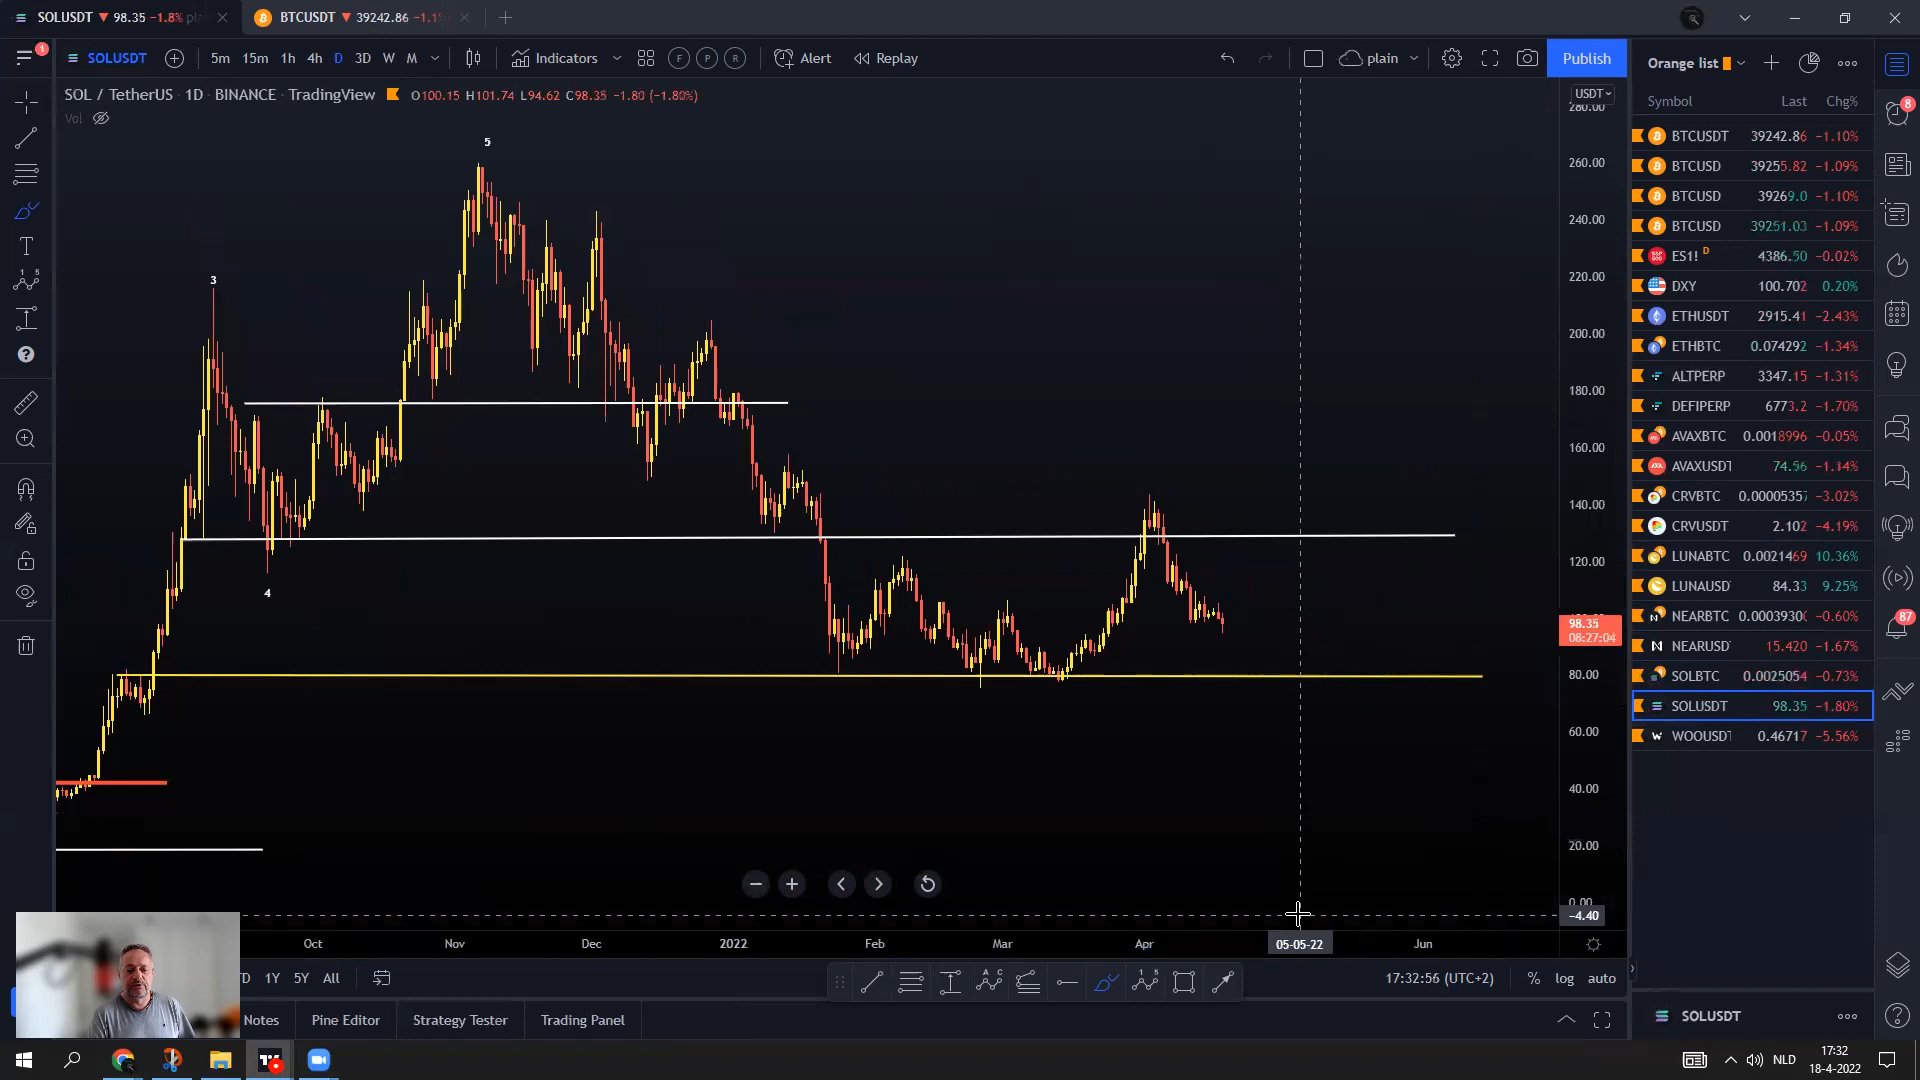 SOLUSDT ▼ 98.35 −1.8%
BTCUSDT ▼ 39242.86 −1.1
1
SOLUSDT
5m 15m 1h 4h D 3D W M
Indicators
F P R
Alert
Replay
plain
Publish
SOL / TetherUS · 1D · BINANCE · TradingView
O100.15 H101.74 L94.62 C98.35 −1.80 (−1.80%)
Vol
USDT
280.00
260.00
240.00
220.00
200.00
180.00
160.00
140.00
120.00
98.35
08:27:04
80.00
60.00
40.00
20.00
0.00
−4.40
5
3
4
Oct Nov Dec 2022 Feb Mar Apr 05-05-22 Jun
1Y 5Y All
17:32:56 (UTC+2)
% log auto
Notes
Pine Editor
Strategy Tester
Trading Panel
Orange list
Symbol Last Chg%
BTCUSDT 39242.86 −1.10%
BTCUSD 39255.82 −1.09%
BTCUSD 39269.0 −1.10%
BTCUSD 39251.03 −1.09%
ES1! D 4386.50 −0.02%
DXY 100.702 0.20%
ETHUSDT 2915.41 −2.43%
ETHBTC 0.074292 −1.34%
ALTPERP 3347.15 −1.31%
DEFIPERP 6773.2 −1.70%
AVAXBTC 0.0018996 −0.05%
AVAXUSDT 74.56 −1.14%
CRVBTC 0.00005357 −3.02%
CRVUSDT 2.102 −4.19%
LUNABTC 0.0021469 10.36%
LUNAUSD 84.33 9.25%
NEARBTC 0.0003930 −0.60%
NEARUSD 15.420 −1.67%
SOLBTC 0.0025054 −0.73%
SOLUSDT 98.35 −1.80%
WOOUSDT 0.46717 −5.56%
SOLUSDT
8
87
NLD
17:32
18-4-2022